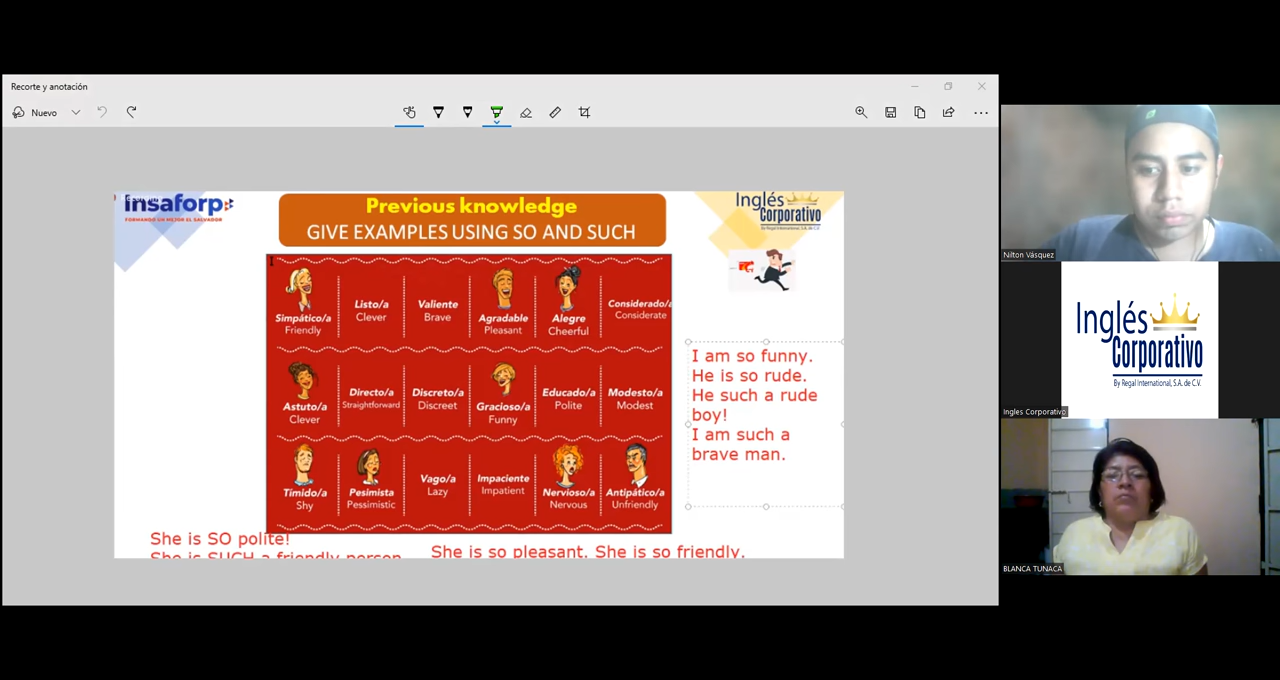 Recorte y anotación
Nuevo
insaforp
FORMANDO UN MEJOR EL SALVADOR
Previous knowledge
GIVE EXAMPLES USING SO AND SUCH
Inglés
Corporativo
By Regal International, S.A. de C.V.
Simpático/a
Friendly
Listo/a
Clever
Valiente
Brave
Agradable
Pleasant
Alegre
Cheerful
Considerado/a
Considerate
Astuto/a
Clever
Directo/a
Straightforward
Discreto/a
Discreet
Gracioso/a
Funny
Educado/a
Polite
Modesto/a
Modest
Tímido/a
Shy
Pesimista
Pessimistic
Vago/a
Lazy
Impaciente
Impatient
Nervioso/a
Nervous
Antipático/a
Unfriendly
I am so funny.
He is so rude.
He such a rude
boy!
I am such a
brave man.
She is SO polite!
She is SUCH a friendly person
She is so pleasant. She is so friendly.
Nilton Vásquez
Inglés
Corporativo
By Regal International, S.A. de C.V.
Ingles Corporativo
BLANCA TUNACA